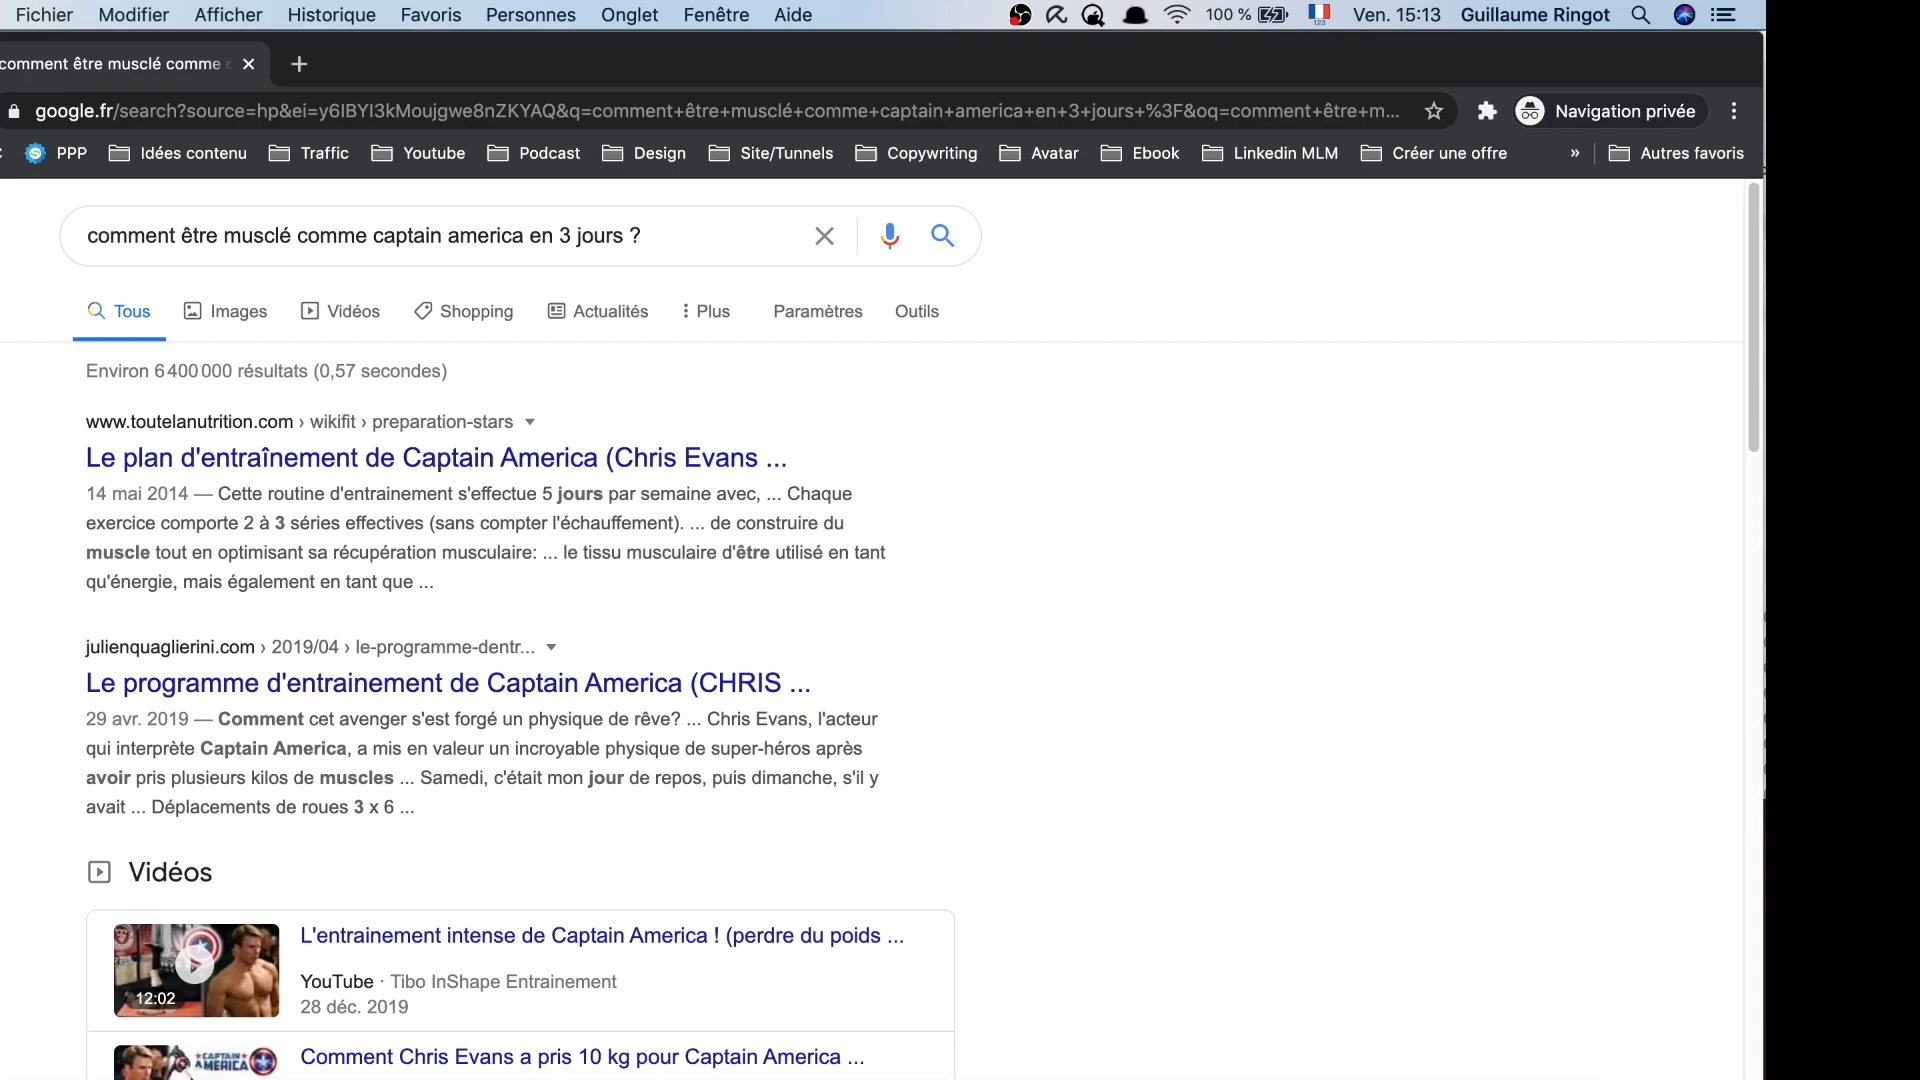 Fichier Modifier Afficher Historique Favoris Personnes Onglet Fenêtre Aide 100 % 123 Ven. 15:13 Guillaume Ringot
comment être musclé comme
google.fr/search?source=hp&ei=y6IBYI3kMoujgwe8nZKYAQ&q=comment+être+musclé+comme+captain+america+en+3+jours+%3F&oq=comment+être+m... Navigation privée
PPP Idées contenu Traffic Youtube Podcast Design Site/Tunnels Copywriting Avatar Ebook Linkedin MLM Créer une offre » Autres favoris
comment être musclé comme captain america en 3 jours ?
Tous Images Vidéos Shopping Actualités Plus Paramètres Outils
Environ 6 400 000 résultats (0,57 secondes)
www.toutelanutrition.com › wikifit › preparation-stars
Le plan d'entraînement de Captain America (Chris Evans ...
14 mai 2014 — Cette routine d'entrainement s'effectue 5 jours par semaine avec, ... Chaque
exercice comporte 2 à 3 séries effectives (sans compter l'échauffement). ... de construire du
muscle tout en optimisant sa récupération musculaire: ... le tissu musculaire d'être utilisé en tant
qu'énergie, mais également en tant que ...
julienquaglierini.com › 2019/04 › le-programme-dentr...
Le programme d'entrainement de Captain America (CHRIS ...
29 avr. 2019 — Comment cet avenger s'est forgé un physique de rêve? ... Chris Evans, l'acteur
qui interprète Captain America, a mis en valeur un incroyable physique de super-héros après
avoir pris plusieurs kilos de muscles ... Samedi, c'était mon jour de repos, puis dimanche, s'il y
avait ... Déplacements de roues 3 x 6 ...
Vidéos
L'entrainement intense de Captain America ! (perdre du poids ...
YouTube · Tibo InShape Entrainement
28 déc. 2019
12:02
Comment Chris Evans a pris 10 kg pour Captain America ...
CAPTAIN
AMERICA